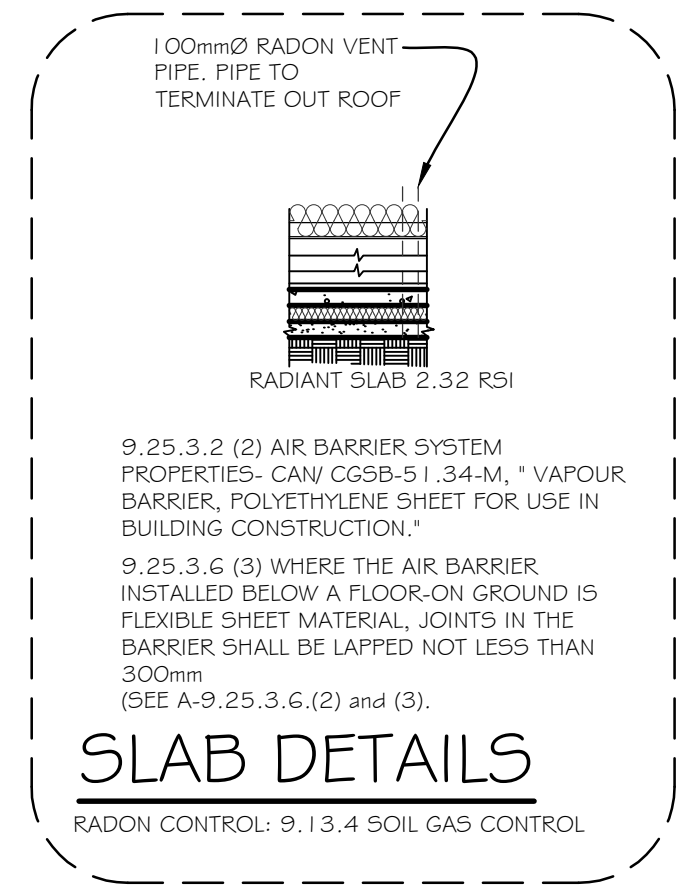 100mmØ RADON VENT
PIPE. PIPE TO
TERMINATE OUT ROOF
RADIANT SLAB 2.32 RSI
9.25.3.2 (2) AIR BARRIER SYSTEM
PROPERTIES- CAN/ CGSB-51.34-M, " VAPOUR
BARRIER, POLYETHYLENE SHEET FOR USE IN
BUILDING CONSTRUCTION."
9.25.3.6 (3) WHERE THE AIR BARRIER
INSTALLED BELOW A FLOOR-ON GROUND IS
FLEXIBLE SHEET MATERIAL, JOINTS IN THE
BARRIER SHALL BE LAPPED NOT LESS THAN
300mm
(SEE A-9.25.3.6.(2) and (3).
SLAB DETAILS
RADON CONTROL: 9.13.4 SOIL GAS CONTROL